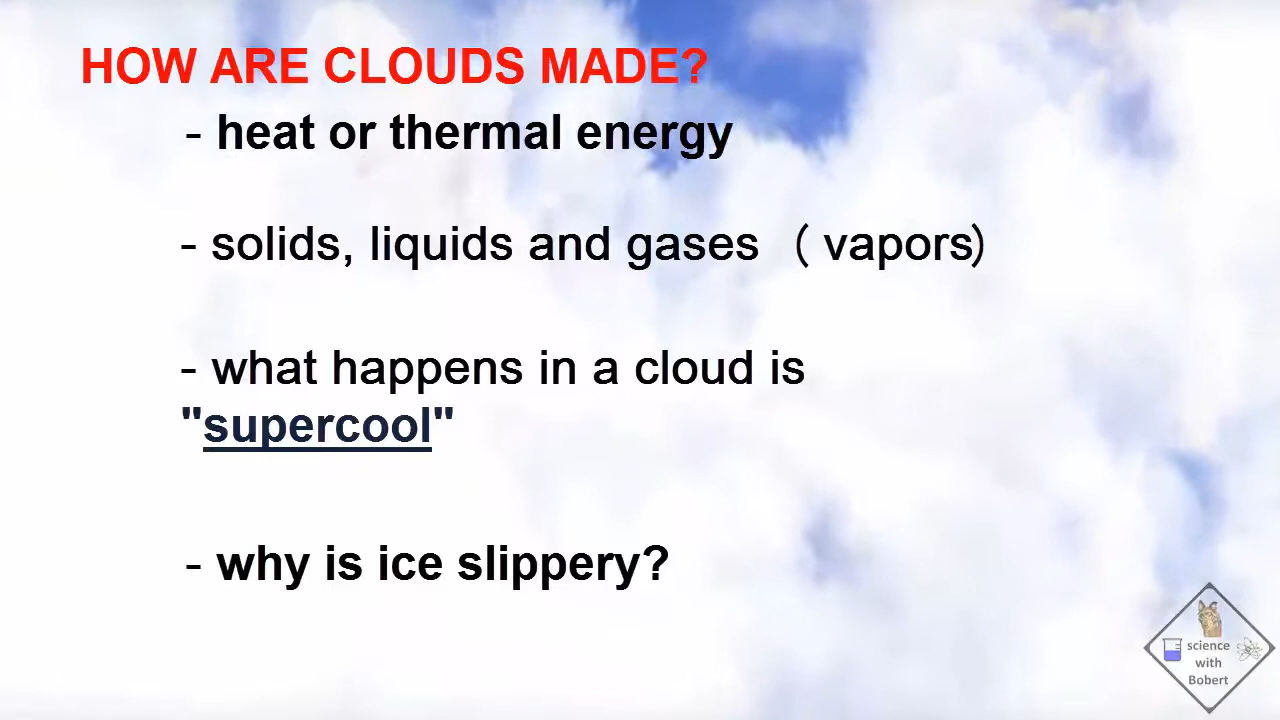 HOW ARE CLOUDS MADE?
- heat or thermal energy
- solids, liquids and gases ( vapors)
- what happens in a cloud is
"supercool"
- why is ice slippery?
science
with
Bobert